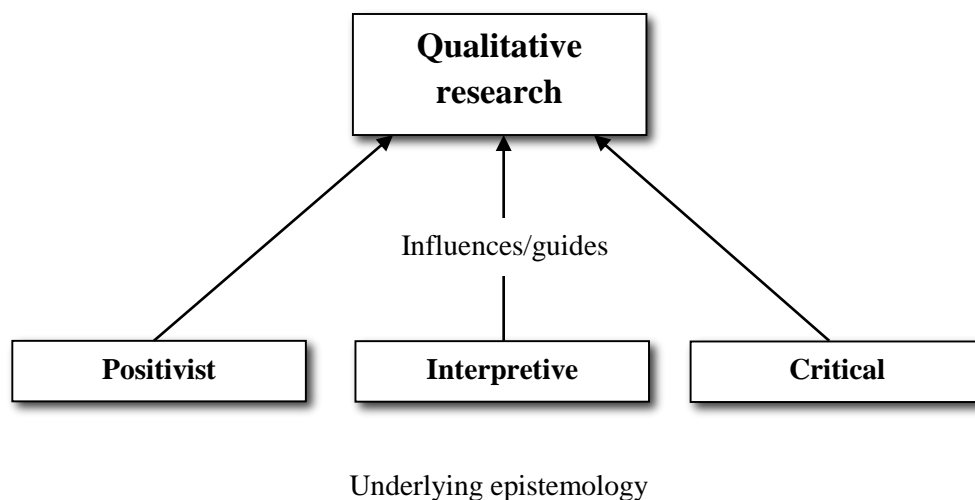 Qualitative
research
Influences/guides
Positivist
Interpretive
Critical
Underlying epistemology